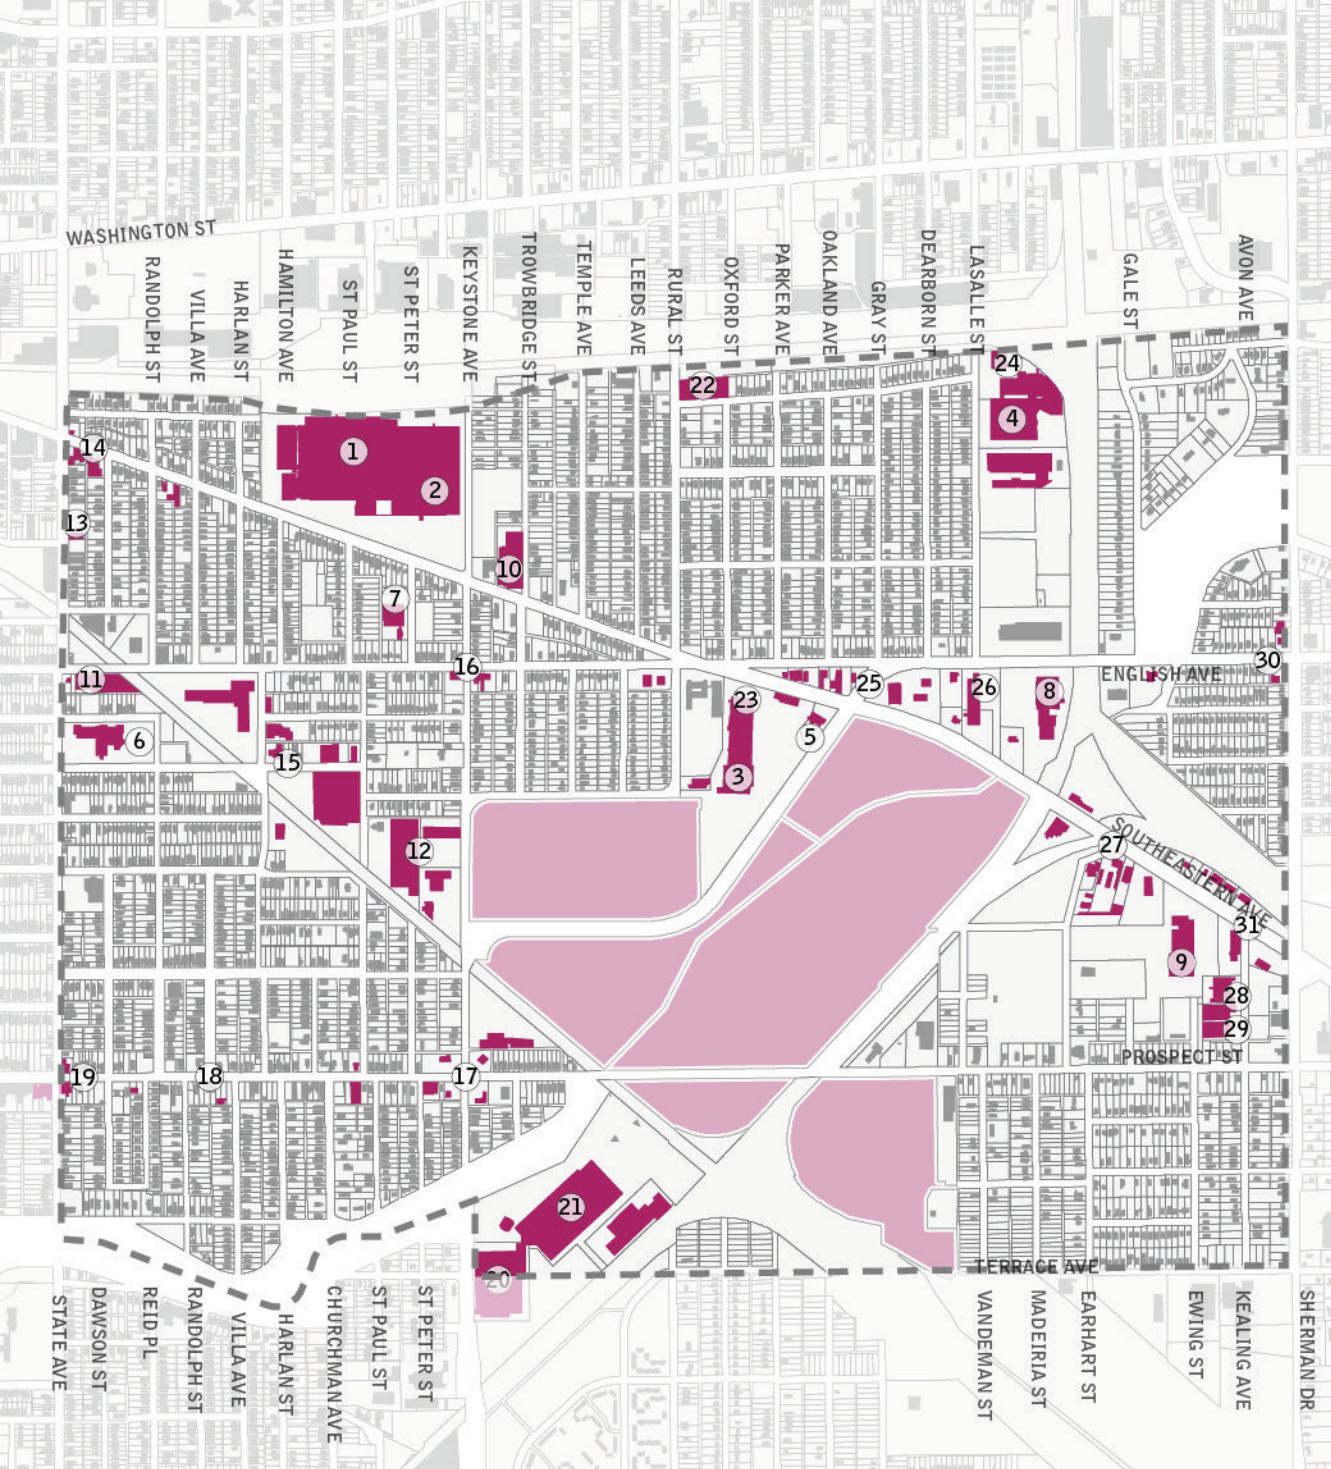 WASHINGTON ST
RANDOLPH ST
VILLA AVE
HARLAN ST
HAMILTON AVE
ST PAUL ST
ST PETER ST
KEYSTONE AVE
TROWBRIDGE ST
TEMPLE AVE
LEEDS AVE
RURAL ST
OXFORD ST
PARKER AVE
OAKLAND AVE
GRAY ST
DEARBORN ST
LASALLE ST
GALE ST
AVON AVE
24
22
4
14
1
2
13
10
7
16
30
ENGLISH AVE
11
25
26
8
23
6
5
15
3
SOUTHEASTERN AVE
27
12
31
9
28
29
PROSPECT ST
19
18
17
21
TERRACE AVE
20
STATE AVE
DAWSON ST
REID PL
RANDOLPH ST
VILLA AVE
HARLAN ST
CHURCHMAN AVE
ST PAUL ST
ST PETER ST
VANDEMAN ST
MADEIRIA ST
EARHART ST
EWING ST
KEALING AVE
SHERMAN DR